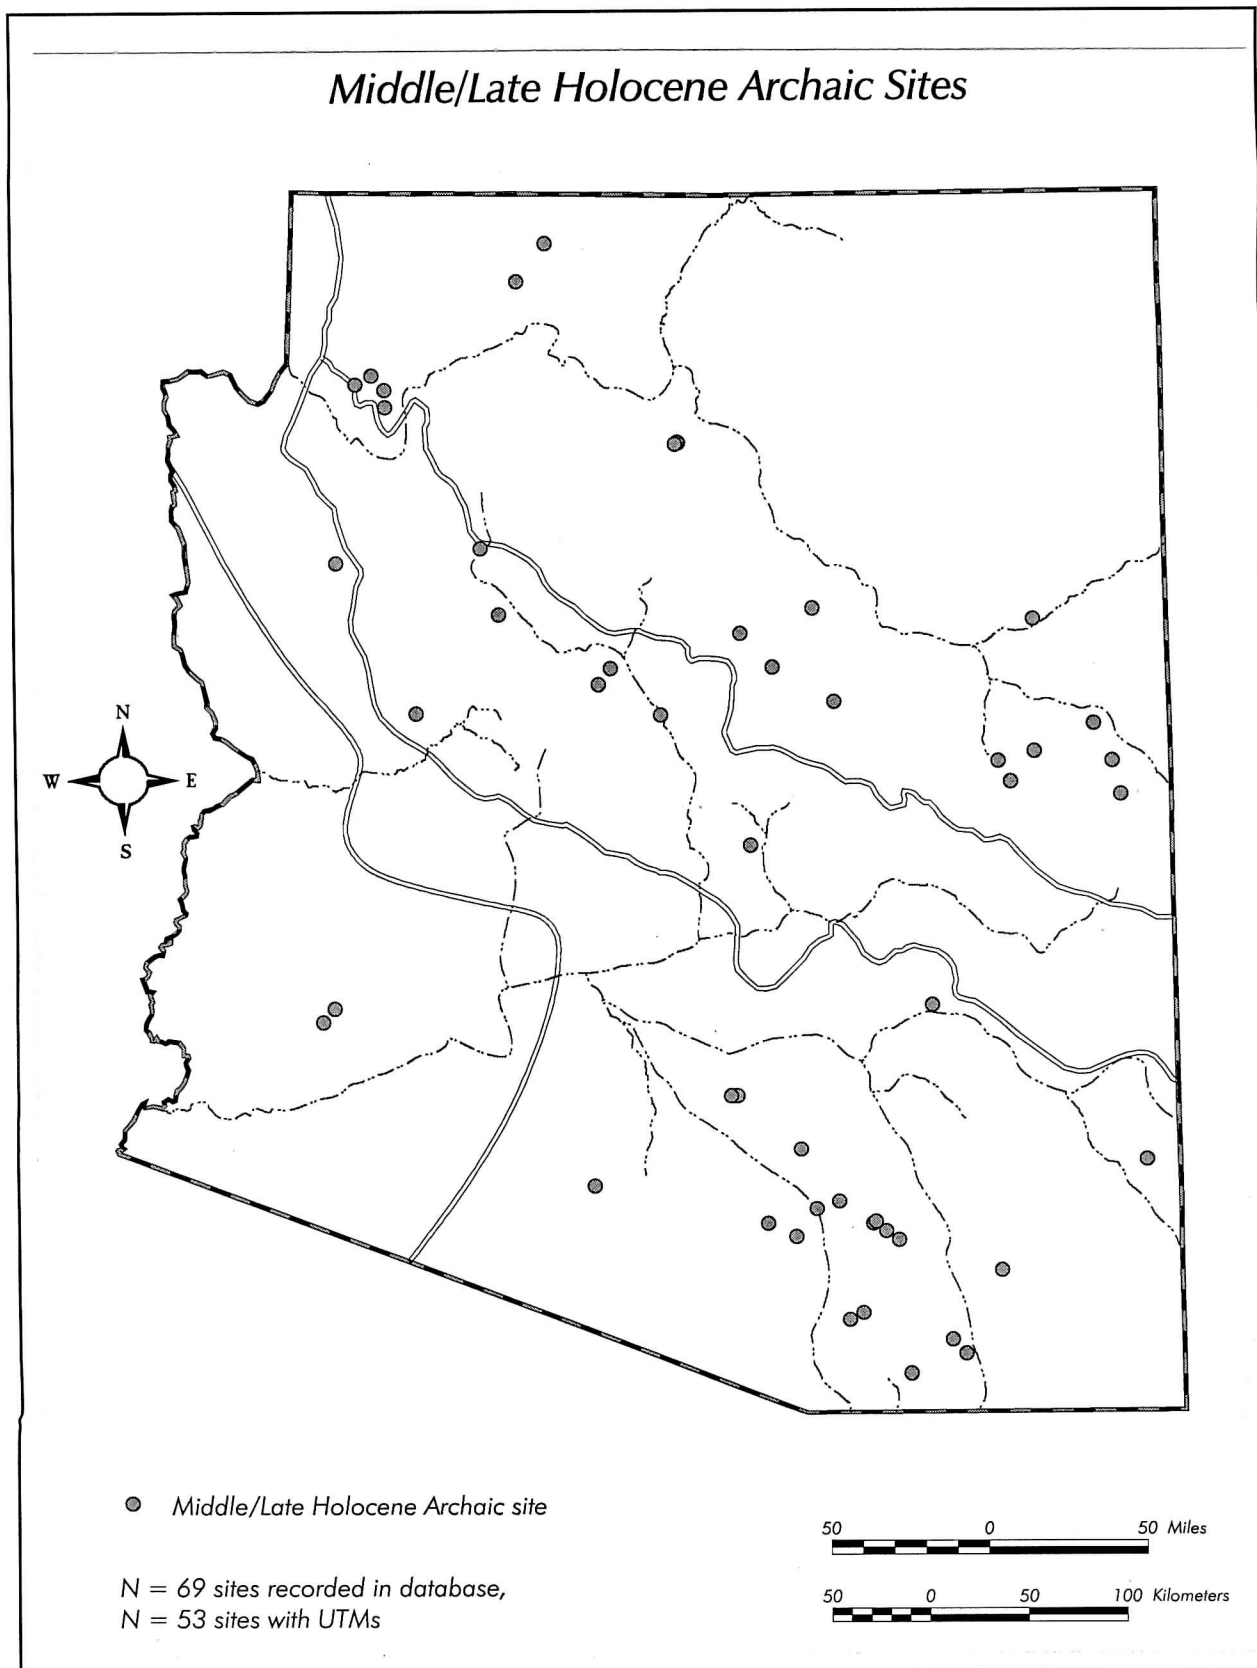 Middle/Late Holocene Archaic Sites
N
W
E
S
Middle/Late Holocene Archaic site
N = 69 sites recorded in database,
N = 53 sites with UTMs
50 0 50 Miles
50 0 50 100 Kilometers